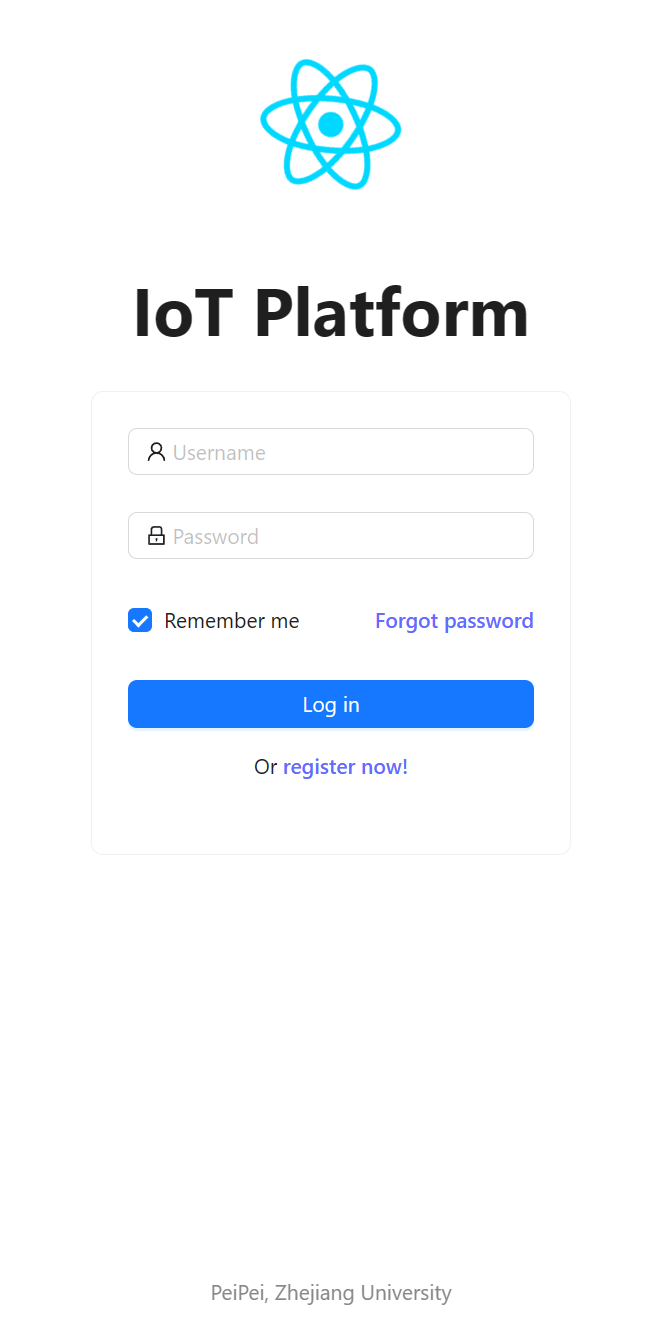 IoT Platform
Username
Password
Remember me Forgot password
Log in
Or register now!
PeiPei, Zhejiang University